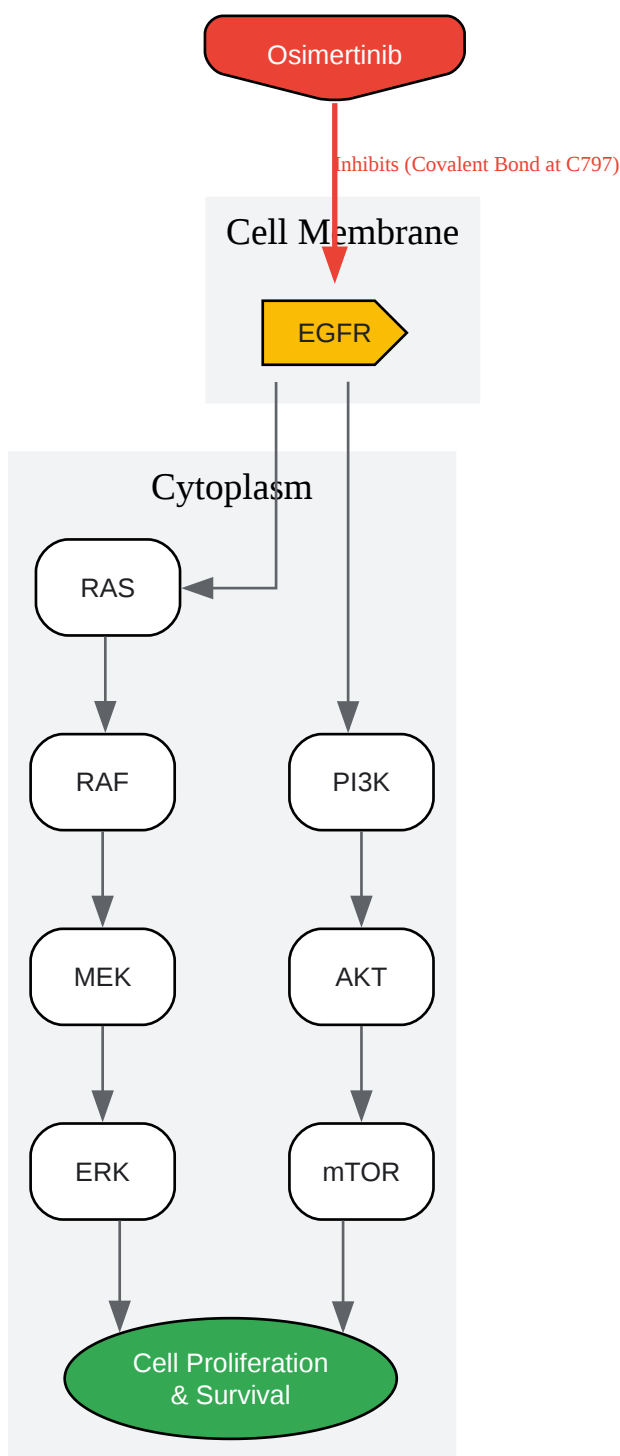 Osimertinib
Inhibits (Covalent Bond at C797)
Cell Membrane
EGFR
Cytoplasm
RAS
RAF
PI3K
MEK
AKT
ERK
mTOR
Cell Proliferation
& Survival